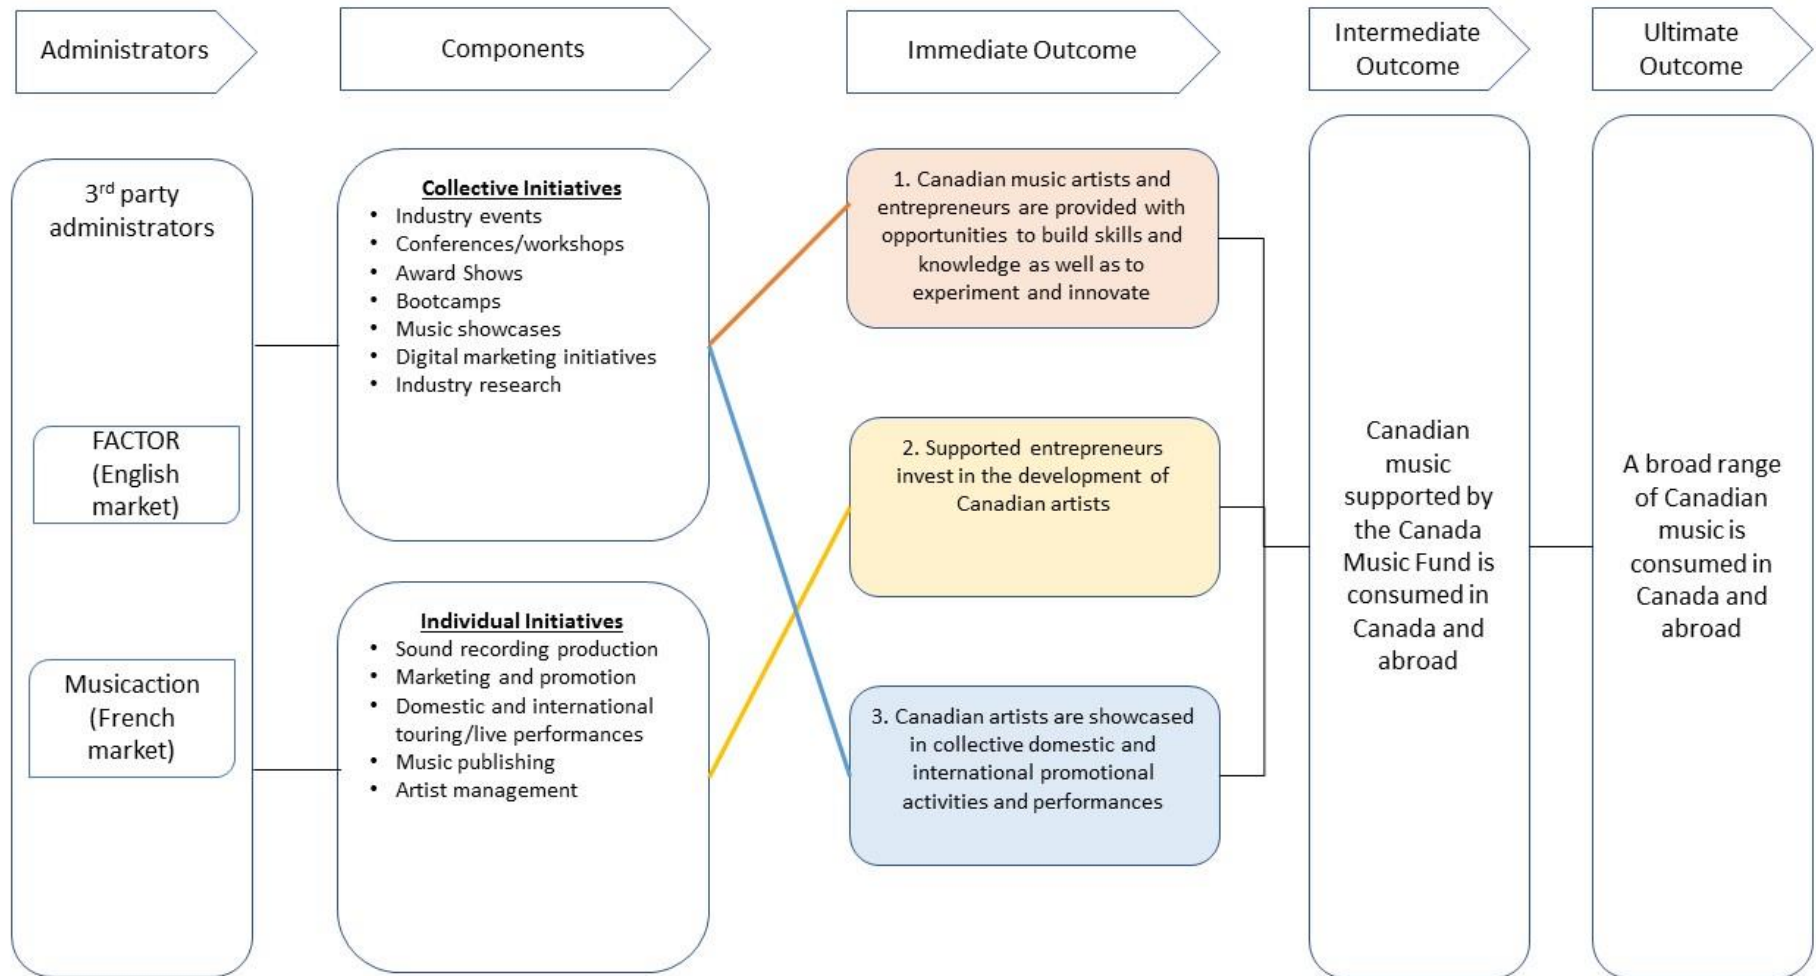 Administrators
Components
Immediate Outcome
Intermediate
Outcome
Ultimate
Outcome
3rd party
administrators
FACTOR
(English
market)
Musicaction
(French
market)
Collective Initiatives
• Industry events
• Conferences/workshops
• Award Shows
• Bootcamps
• Music showcases
• Digital marketing initiatives
• Industry research
Individual Initiatives
• Sound recording production
• Marketing and promotion
• Domestic and international
touring/live performances
• Music publishing
• Artist management
1. Canadian music artists and
entrepreneurs are provided with
opportunities to build skills and
knowledge as well as to
experiment and innovate
2. Supported entrepreneurs
invest in the development of
Canadian artists
3. Canadian artists are showcased
in collective domestic and
international promotional
activities and performances
Canadian
music
supported by
the Canada
Music Fund is
consumed in
Canada and
abroad
A broad range
of Canadian
music is
consumed in
Canada and
abroad